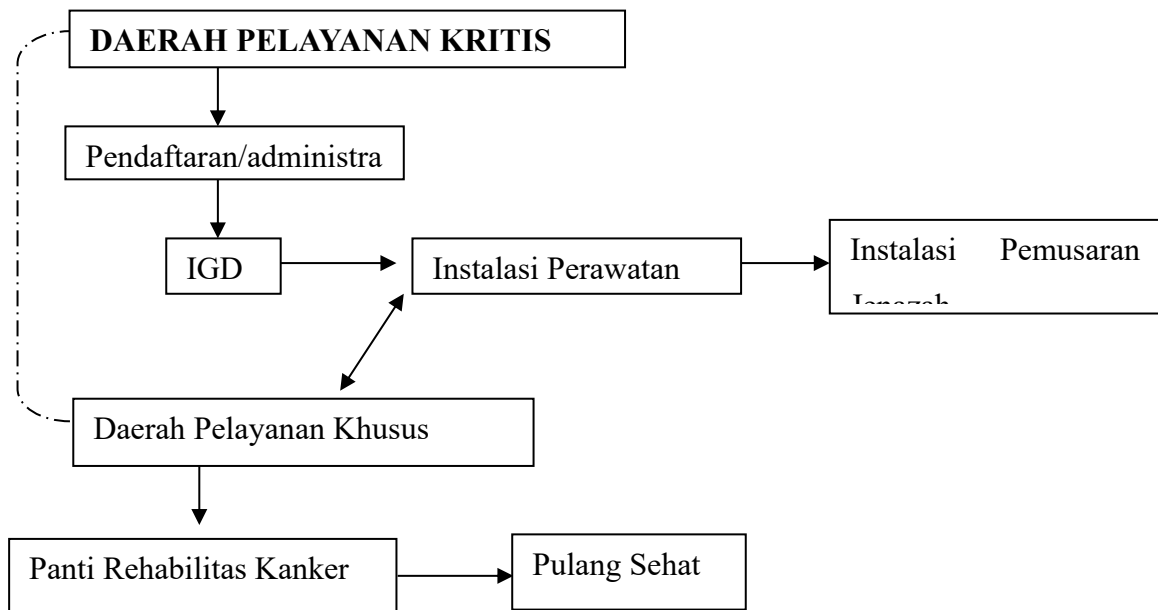 DAERAH PELAYANAN KRITIS
Pendaftaran/administra
IGD
Instalasi Perawatan
Instalasi Pemusaran
Daerah Pelayanan Khusus
Panti Rehabilitas Kanker
Pulang Sehat